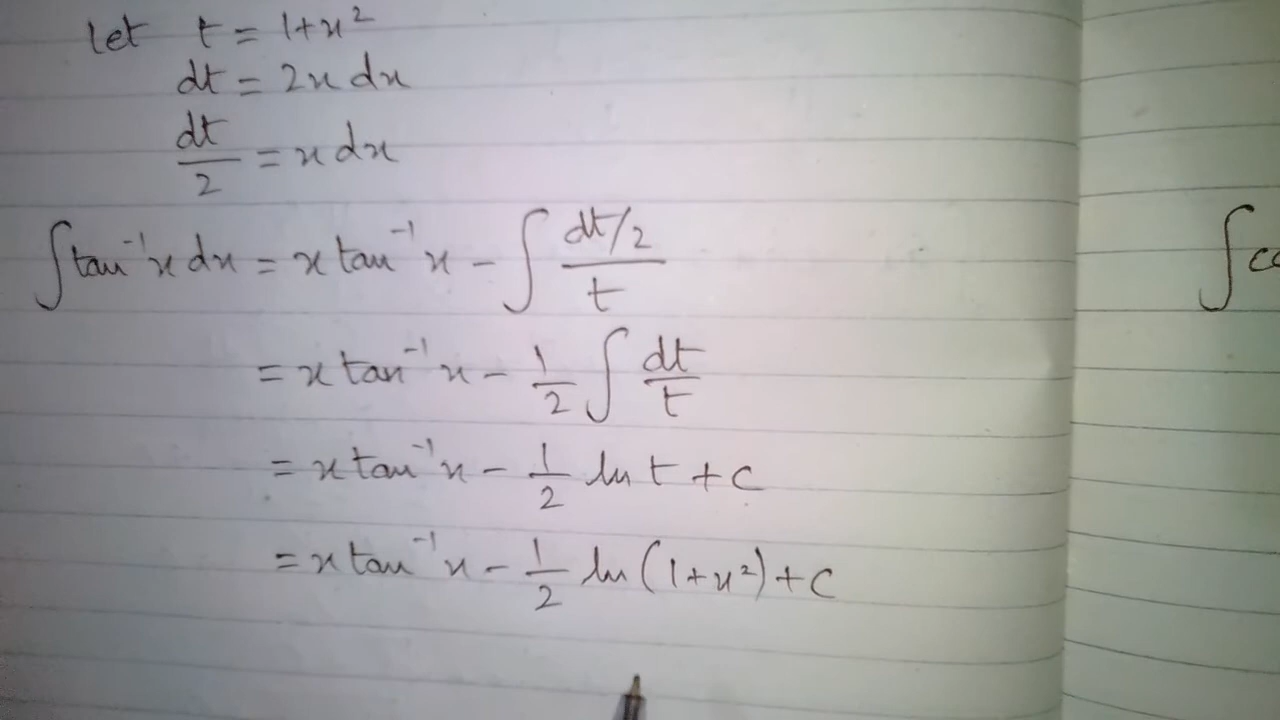 let t = 1+x²
dt = 2x dx
dt/2 = x dx
∫tan⁻¹x dx = x tan⁻¹x - ∫ (dt/2)/t
= x tan⁻¹x - 1/2 ∫ dt/t
= x tan⁻¹x - 1/2 ln t + c
= x tan⁻¹x - 1/2 ln (1+x²) + c
∫